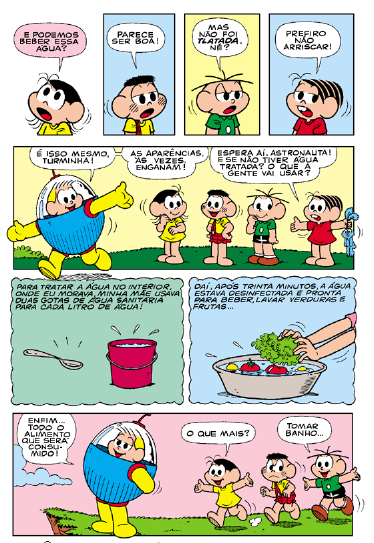 E PODEMOS
BEBER ESSA
ÁGUA?
PARECE
SER BOA!
MAS
NÃO FOI
TLATADA,
NÉ?
PREFIRO
NÃO
ARRISCAR!
É ISSO MESMO,
TURMINHA!
AS APARÊNCIAS,
ÀS VEZES,
ENGANAM!
ESPERA AÍ, ASTRONAUTA!
E SE NÃO TIVER ÁGUA
TRATADA? O QUE A
GENTE VAI USAR?
PARA TRATAR A ÁGUA NO INTERIOR,
ONDE EU MORAVA, MINHA MÃE USAVA
DUAS GOTAS DE ÁGUA SANITÁRIA
PARA CADA LITRO DE ÁGUA!
DAÍ, APÓS TRINTA MINUTOS, A ÁGUA
ESTAVA DESINFECTADA E PRONTA
PARA BEBER, LAVAR VERDURAS E
FRUTAS...
ENFIM...
TODO O
ALIMENTO
QUE SERÁ
CONSU-
MIDO!
O QUE MAIS?
TOMAR
BANHO...